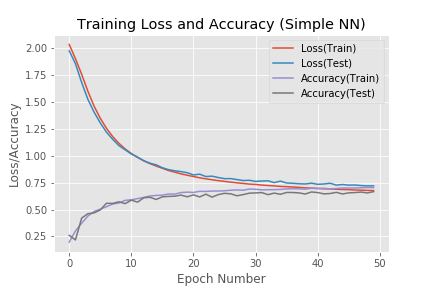 Training Loss and Accuracy (Simple NN)
Loss(Train)
Loss(Test)
Accuracy(Train)
Accuracy(Test)
2.00
1.75
1.50
1.25
1.00
0.75
0.50
0.25
Loss/Accuracy
0 10 20 30 40 50
Epoch Number